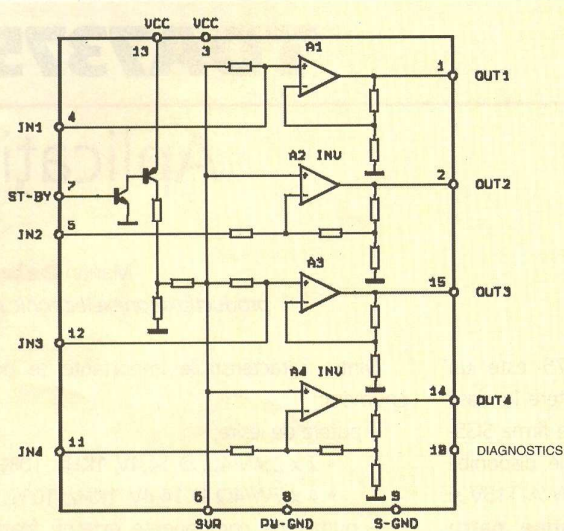 VCC VCC
13 3
A1
1 OUT1
IN1 4
A2 INV
ST-BY 7
2 OUT2
IN2 5
A3
15 OUT3
IN3 12
A4 INV
14 OUT4
IN4 11
10 DIAGNOSTICS
6 8 9
SVR PW-GND S-GND